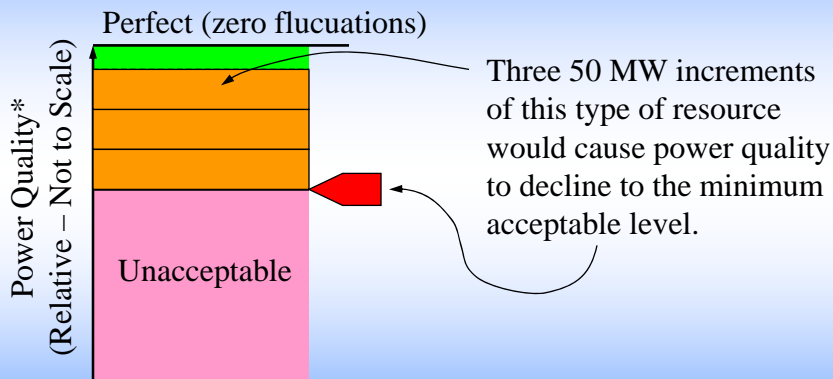 Perfect (zero flucuations)
Power Quality*
(Relative – Not to Scale)
Three 50 MW increments
of this type of resource
would cause power quality
to decline to the minimum
acceptable level.
Unacceptable